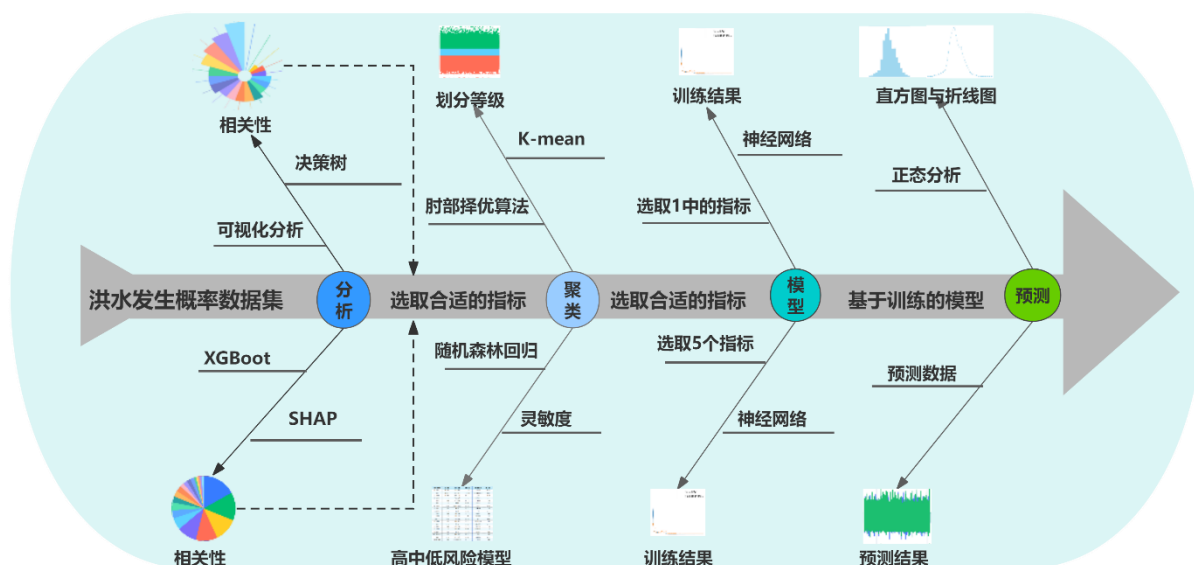 划分等级
训练结果
直方图与折线图
相关性
K-mean
神经网络
决策树
正态分析
肘部择优算法
选取1中的指标
可视化分析
洪水发生概率数据集
分析
选取合适的指标
聚类
选取合适的指标
模型
基于训练的模型
预测
XGBoot
随机森林回归
选取5个指标
预测数据
SHAP
灵敏度
神经网络
相关性
高中低风险模型
训练结果
预测结果